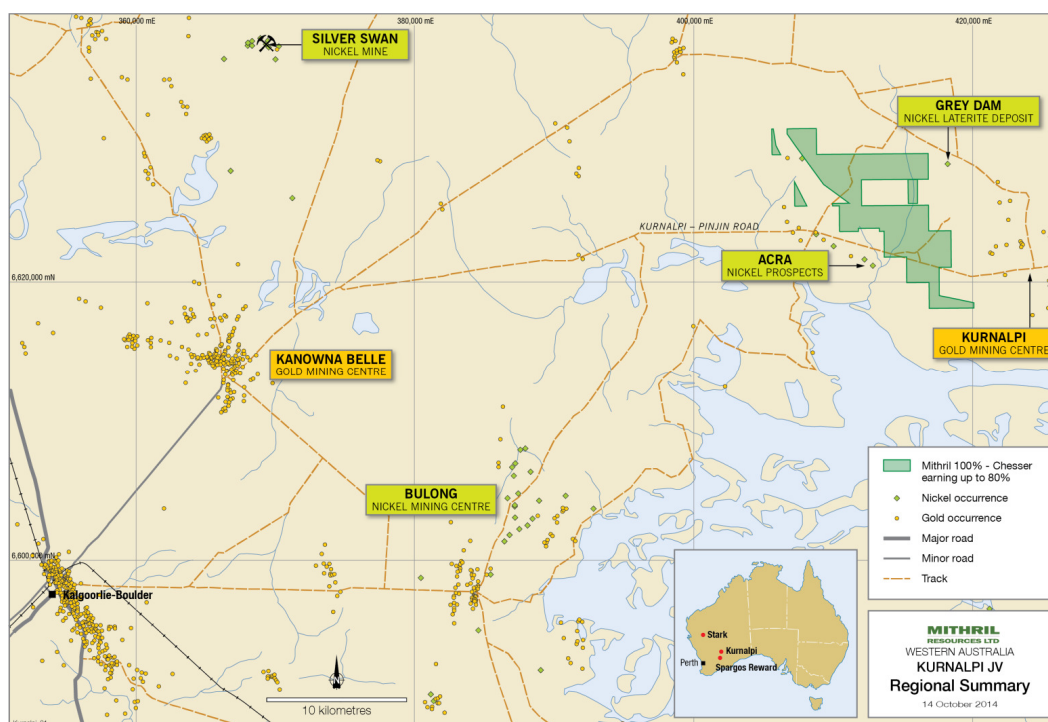 360,000 mE
380,000 mE
400,000 mE
420,000 mE
SILVER SWAN
NICKEL MINE
GREY DAM
NICKEL LATERITE DEPOSIT
KURNALPI – PINJIN ROAD
ACRA
NICKEL PROSPECTS
6,620,000 mN
KURNALPI
GOLD MINING CENTRE
KANOWNA BELLE
GOLD MINING CENTRE
BULONG
NICKEL MINING CENTRE
Mithril 100% - Chesser
earning up to 80%
Nickel occurrence
Gold occurrence
Major road
Minor road
Track
6,600,000 mN
Kalgoorlie-Boulder
Stark
Kurnalpi
Perth
Spargos Reward
10 kilometres
MITHRIL
RESOURCES LTD
WESTERN AUSTRALIA
KURNALPI JV
Regional Summary
14 October 2014